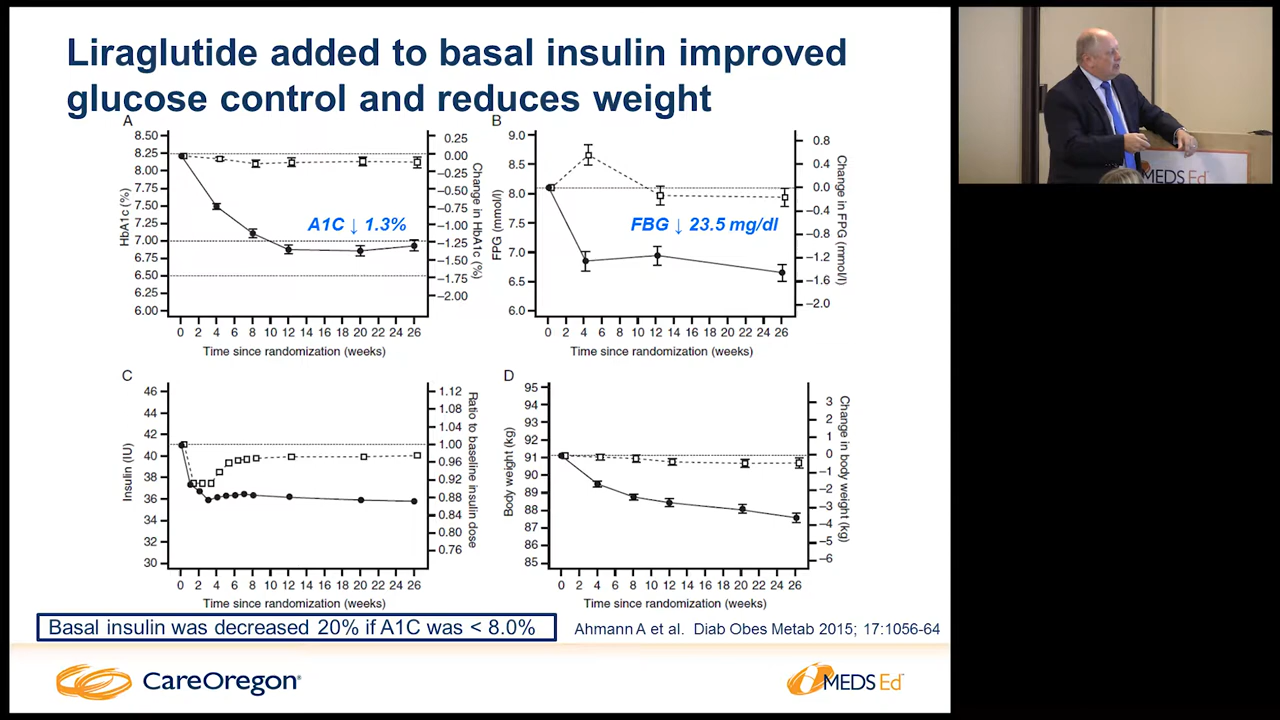 Liraglutide added to basal insulin improved
glucose control and reduces weight
A
8.50
8.25
8.00
7.75
7.50
7.25
7.00
6.75
6.50
6.25
6.00
HbA1c (%)
0.25
0.00
−0.25
−0.50
−0.75
−1.00
−1.25
−1.50
−1.75
−2.00
Change in HbA1c (%)
A1C ↓ 1.3%
0 2 4 6 8 10 12 14 16 18 20 22 24 26
Time since randomization (weeks)
B
9.0
8.5
8.0
7.5
7.0
6.5
6.0
FPG (mmol/l)
0.8
0.4
0.0
−0.4
−0.8
−1.2
−1.6
−2.0
Change in FPG (mmol/l)
FBG ↓ 23.5 mg/dl
0 2 4 6 8 10 12 14 16 18 20 22 24 26
Time since randomization (weeks)
C
46
44
42
40
38
36
34
32
30
Insulin (IU)
1.12
1.08
1.04
1.00
0.96
0.92
0.88
0.84
0.80
0.76
Ratio to baseline insulin dose
0 2 4 6 8 10 12 14 16 18 20 22 24 26
Time since randomization (weeks)
D
95
94
93
92
91
90
89
88
87
86
85
Body weight (kg)
3
2
1
0
−1
−2
−3
−4
−5
−6
Change in body weight (kg)
0 2 4 6 8 10 12 14 16 18 20 22 24 26
Time since randomization (weeks)
Basal insulin was decreased 20% if A1C was < 8.0%
Ahmann A et al. Diab Obes Metab 2015; 17:1056-64
CareOregon®
MEDS Ed
MEDS Ed